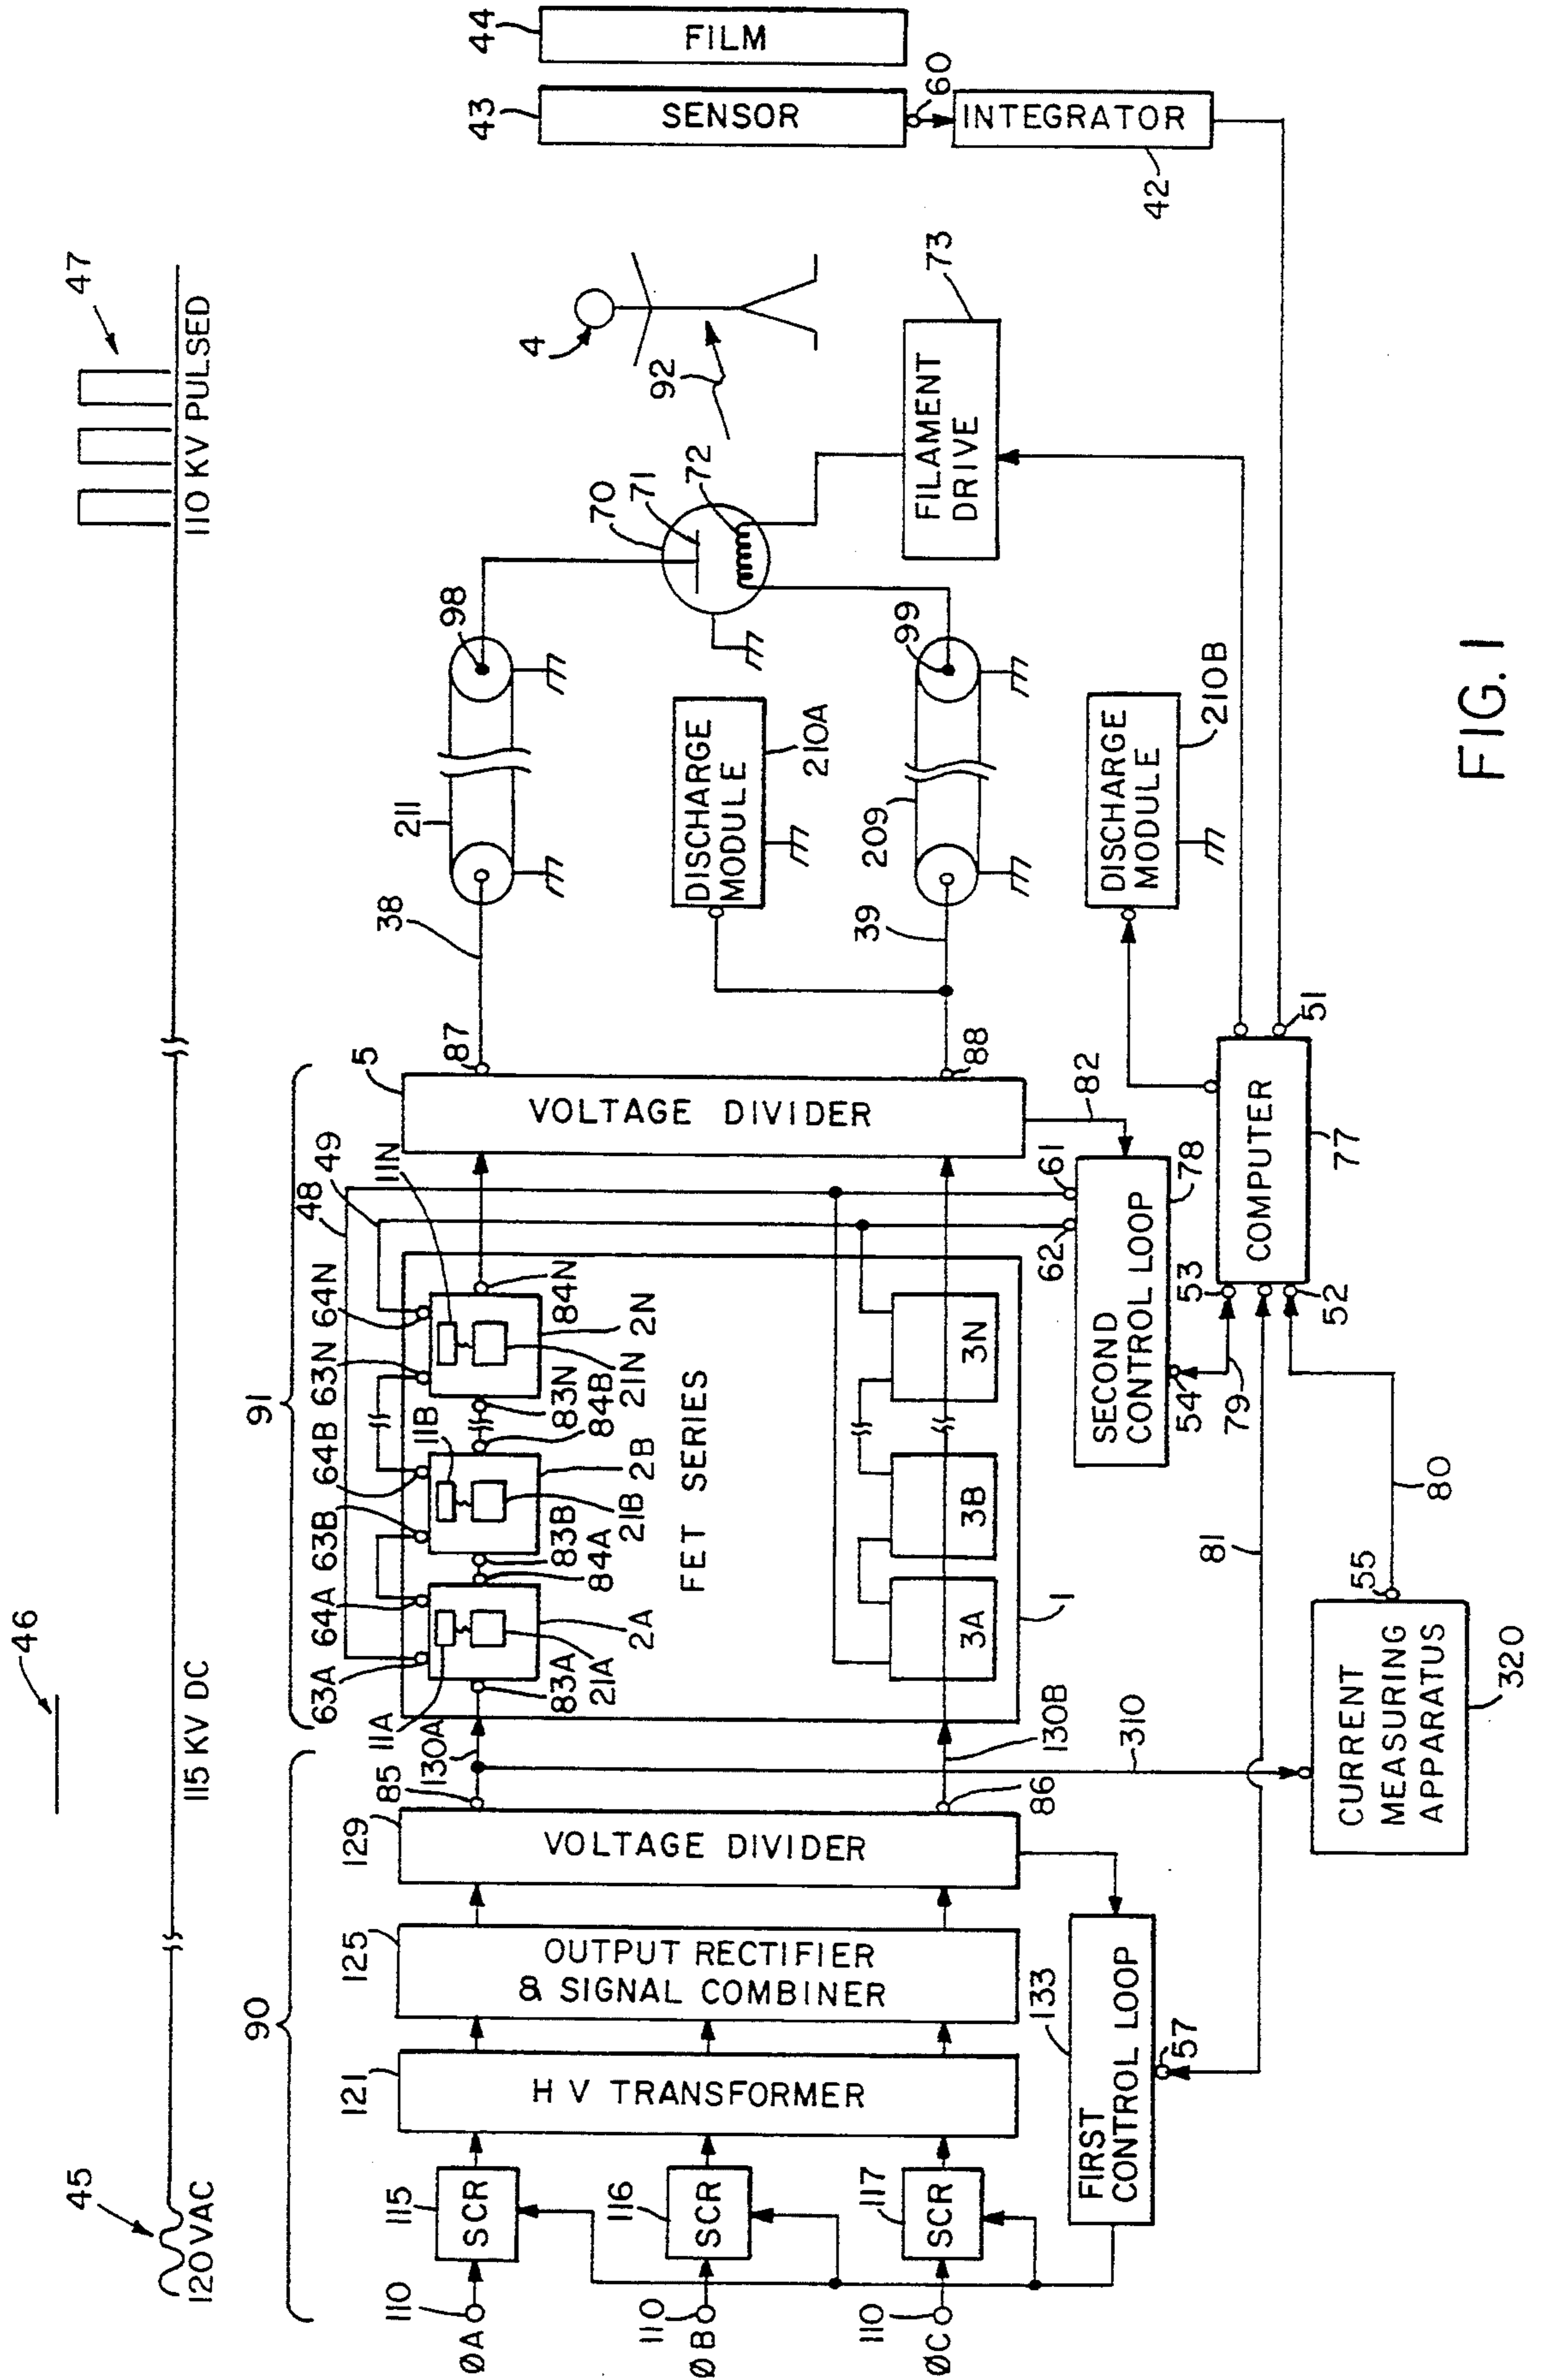 45
120 VAC
46
115 KV DC
47
110 KV PULSED
90
91
ØA
110
115
SCR
ØB
110
116
SCR
ØC
110
117
SCR
121
H V TRANSFORMER
125
OUTPUT RECTIFIER
& SIGNAL COMBINER
129
VOLTAGE DIVIDER
85
86
130A
130B
310
133
FIRST
CONTROL LOOP
57
81
CURRENT
MEASURING
APPARATUS
320
55
80
63A
64A
63B
64B
63N
64N
48
49
11A
11B
11N
83A
21A
2A
84A
83B
21B
2B
84B
83N
21N
2N
84N
FET SERIES
3A
3B
3N
1
5
VOLTAGE DIVIDER
87
88
82
62
61
SECOND
CONTROL LOOP
78
54
79
53
52
51
COMPUTER
77
38
39
211
98
209
99
DISCHARGE
MODULE
210A
DISCHARGE
MODULE
210B
70
71
72
FILAMENT
DRIVE
73
4
92
43
SENSOR
44
FILM
60
INTEGRATOR
42
FIG. 1